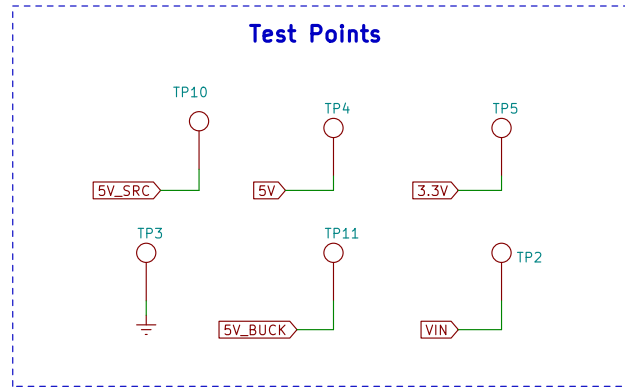 Test Points
TP10
TP4
TP5
5V_SRC
5V
3.3V
TP3
TP11
TP2
5V_BUCK
VIN